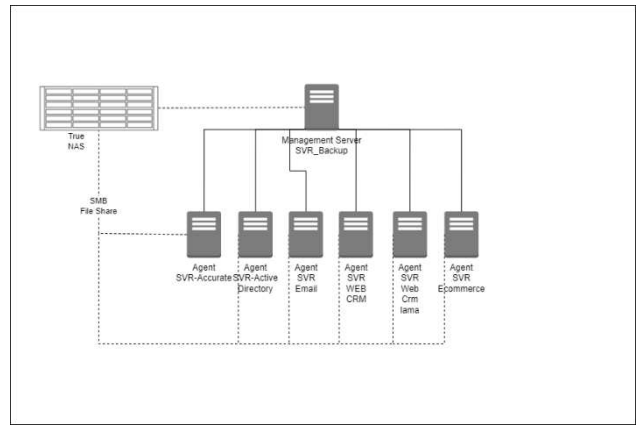 True
NAS
Management Server
SVR_Backup
SMB
File Share
Agent
SVR-Accurate
Agent
SVR-Active
Directory
Agent
SVR
Email
Agent
SVR
WEB
CRM
Agent
SVR
Web
Crm
lama
Agent
SVR
Ecommerce